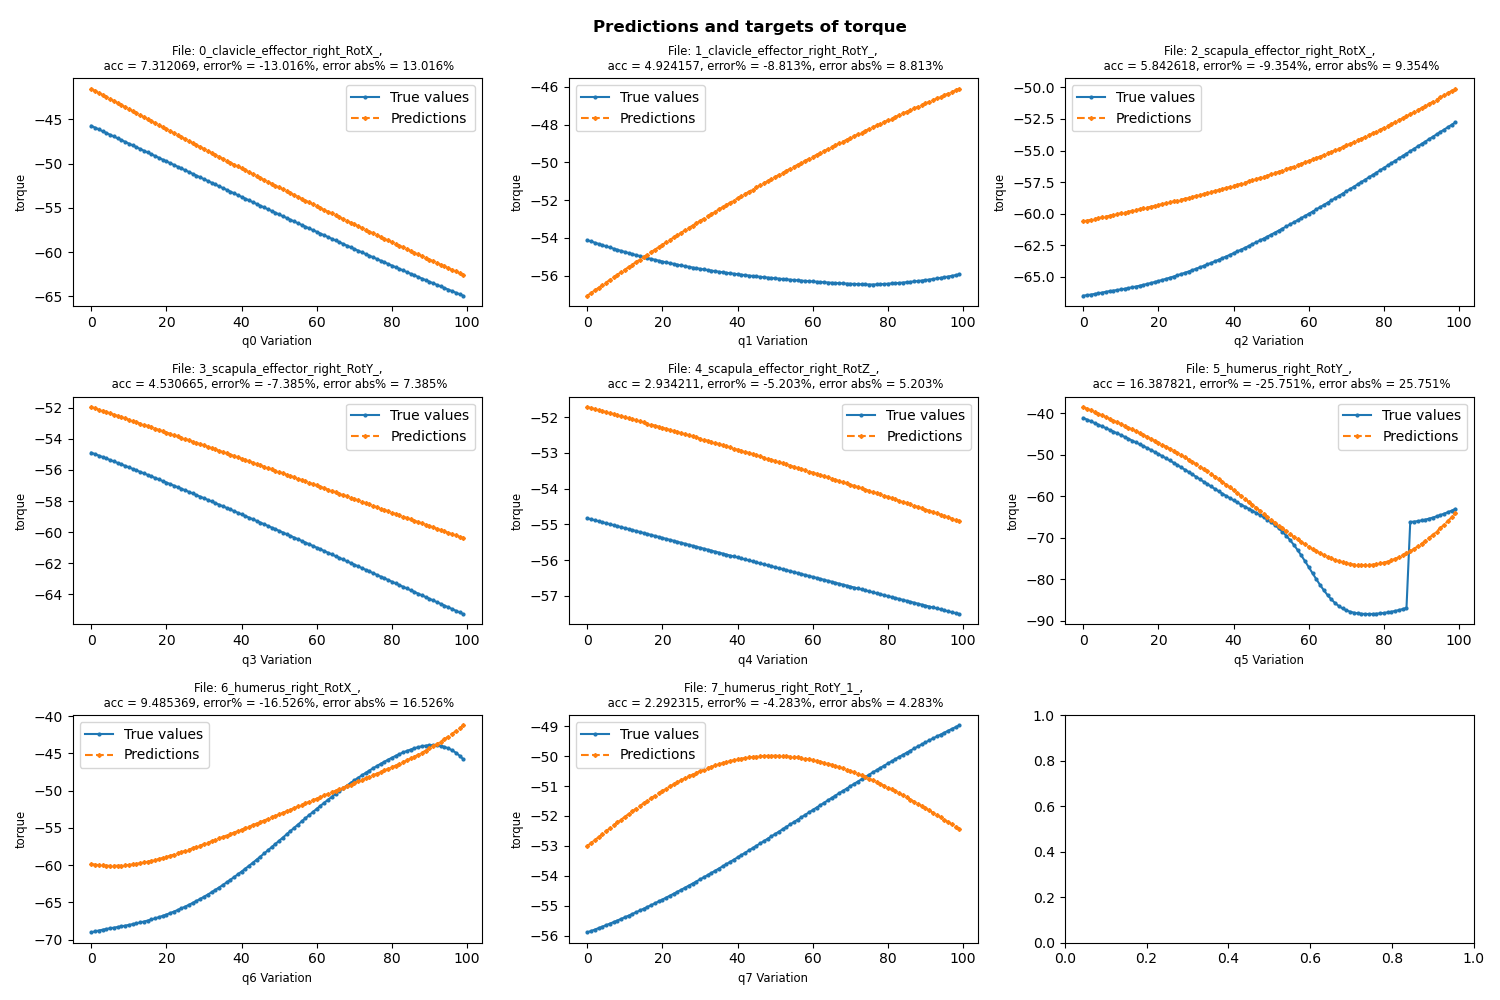 Predictions and targets of torque
File: 0_clavicle_effector_right_RotX_,
acc = 7.312069, error% = -13.016%, error abs% = 13.016%
True values
Predictions
torque
−45
−50
−55
−60
−65
0 20 40 60 80 100
q0 Variation
File: 1_clavicle_effector_right_RotY_,
acc = 4.924157, error% = -8.813%, error abs% = 8.813%
True values
Predictions
torque
−46
−48
−50
−52
−54
−56
0 20 40 60 80 100
q1 Variation
File: 2_scapula_effector_right_RotX_,
acc = 5.842618, error% = -9.354%, error abs% = 9.354%
True values
Predictions
torque
−50.0
−52.5
−55.0
−57.5
−60.0
−62.5
−65.0
0 20 40 60 80 100
q2 Variation
File: 3_scapula_effector_right_RotY_,
acc = 4.530665, error% = -7.385%, error abs% = 7.385%
True values
Predictions
torque
−52
−54
−56
−58
−60
−62
−64
0 20 40 60 80 100
q3 Variation
File: 4_scapula_effector_right_RotZ_,
acc = 2.934211, error% = -5.203%, error abs% = 5.203%
True values
Predictions
torque
−52
−53
−54
−55
−56
−57
0 20 40 60 80 100
q4 Variation
File: 5_humerus_right_RotY_,
acc = 16.387821, error% = -25.751%, error abs% = 25.751%
True values
Predictions
torque
−40
−50
−60
−70
−80
−90
0 20 40 60 80 100
q5 Variation
File: 6_humerus_right_RotX_,
acc = 9.485369, error% = -16.526%, error abs% = 16.526%
True values
Predictions
torque
−40
−45
−50
−55
−60
−65
−70
0 20 40 60 80 100
q6 Variation
File: 7_humerus_right_RotY_1_,
acc = 2.292315, error% = -4.283%, error abs% = 4.283%
True values
Predictions
torque
−49
−50
−51
−52
−53
−54
−55
−56
0 20 40 60 80 100
q7 Variation
1.0
0.8
0.6
0.4
0.2
0.0
0.0 0.2 0.4 0.6 0.8 1.0